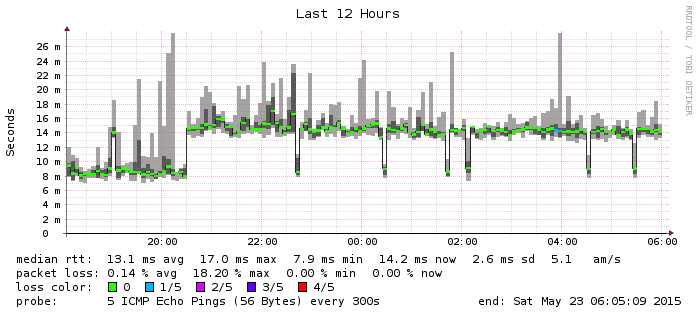 Last 12 Hours
RRDTOOL / TOBI OETIKER
Seconds
26 m
24 m
22 m
20 m
18 m
16 m
14 m
12 m
10 m
8 m
6 m
4 m
2 m
0
20:00 22:00 00:00 02:00 04:00 06:00
median rtt: 13.1 ms avg 17.0 ms max 7.9 ms min 14.2 ms now 2.6 ms sd 5.1 am/s
packet loss: 0.14 % avg 18.20 % max 0.00 % min 0.00 % now
loss color: 0 1/5 2/5 3/5 4/5
probe: 5 ICMP Echo Pings (56 Bytes) every 300s end: Sat May 23 06:05:09 2015